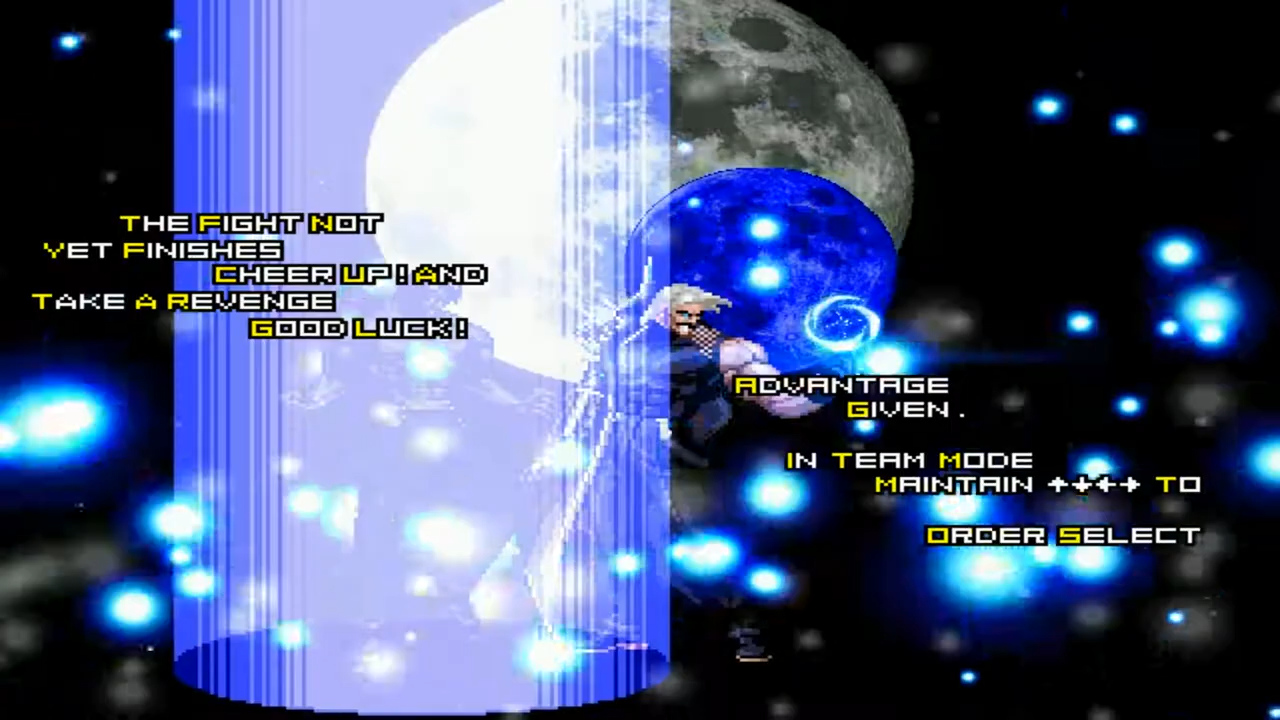 The Fight Not
Yet Finishes
Cheer Up! And
Take A Revenge
Good Luck!
Advantage
Given.
In Team Mode
Maintain ↑↓←→ To
Order Select